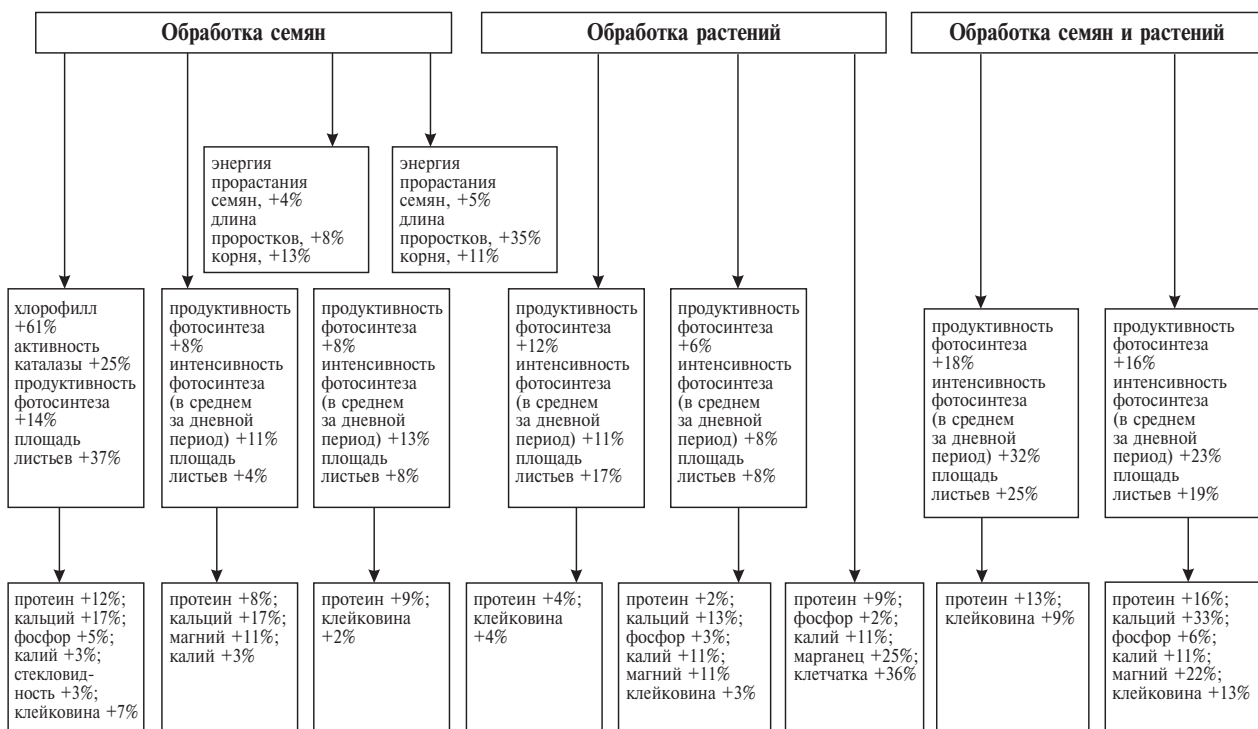 Обработка семян
Обработка растений
Обработка семян и растений
энергия
прорастания
семян, +4%
длина
проростков, +8%
корня, +13%
энергия
прорастания
семян, +5%
длина
проростков, +35%
корня, +11%
хлорофилл
+61%
активность
каталазы +25%
продуктивность
фотосинтеза
+14%
площадь
листьев +37%
продуктивность
фотосинтеза
+8%
интенсивность
фотосинтеза
(в среднем
за дневной
период) +11%
площадь
листьев +4%
продуктивность
фотосинтеза
+8%
интенсивность
фотосинтеза
(в среднем
за дневной
период) +13%
площадь
листьев +8%
продуктивность
фотосинтеза
+12%
интенсивность
фотосинтеза
(в среднем
за дневной
период) +11%
площадь
листьев +17%
продуктивность
фотосинтеза
+6%
интенсивность
фотосинтеза
(в среднем
за дневной
период) +8%
площадь
листьев +8%
продуктивность
фотосинтеза
+18%
интенсивность
фотосинтеза
(в среднем
за дневной
период) +32%
площадь
листьев +25%
продуктивность
фотосинтеза
+16%
интенсивность
фотосинтеза
(в среднем
за дневной
период) +23%
площадь
листьев +19%
протеин +12%;
кальций +17%;
фосфор +5%;
калий +3%;
стекловид-
ность +3%;
клейковина +7%
протеин +8%;
кальций +17%;
магний +11%;
калий +3%
протеин +9%;
клейковина
+2%
протеин +4%;
клейковина
+4%
протеин +2%;
кальций +13%;
фосфор +3%;
калий +11%;
магний +11%
клейковина +3%
протеин +9%;
фосфор +2%;
калий +11%;
марганец +25%;
клетчатка +36%
протеин +13%;
клейковина +9%
протеин +16%;
кальций +33%;
фосфор +6%;
калий +11%;
магний +22%;
клейковина +13%